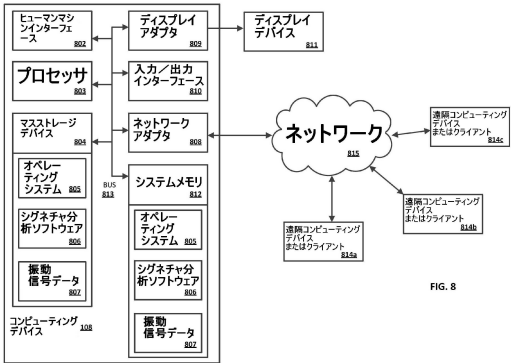 ヒューマンマ
シンインターフェ
ース 802
プロセッサ
803
マスストレージ
デバイス 804
オペレー
ティング
システム 805
シグネチャ分
析ソフトウェア
806
振動
信号データ
807
コンピューティング
デバイス 108
BUS
813
ディスプレイ
アダプタ
809
入力/出力
インターフェース
810
ネットワーク
アダプタ 808
システムメモリ
812
オペレー
ティング
システム 805
シグネチャ分
析ソフトウェア
806
振動
信号データ
807
ディスプレイ
デバイス
811
ネットワーク
815
遠隔コンピューティング
デバイス
またはクライアント
814a
遠隔コンピューティング
デバイス
またはクライアント
814b
遠隔コンピューティング
デバイス
またはクライアント
814c
FIG. 8